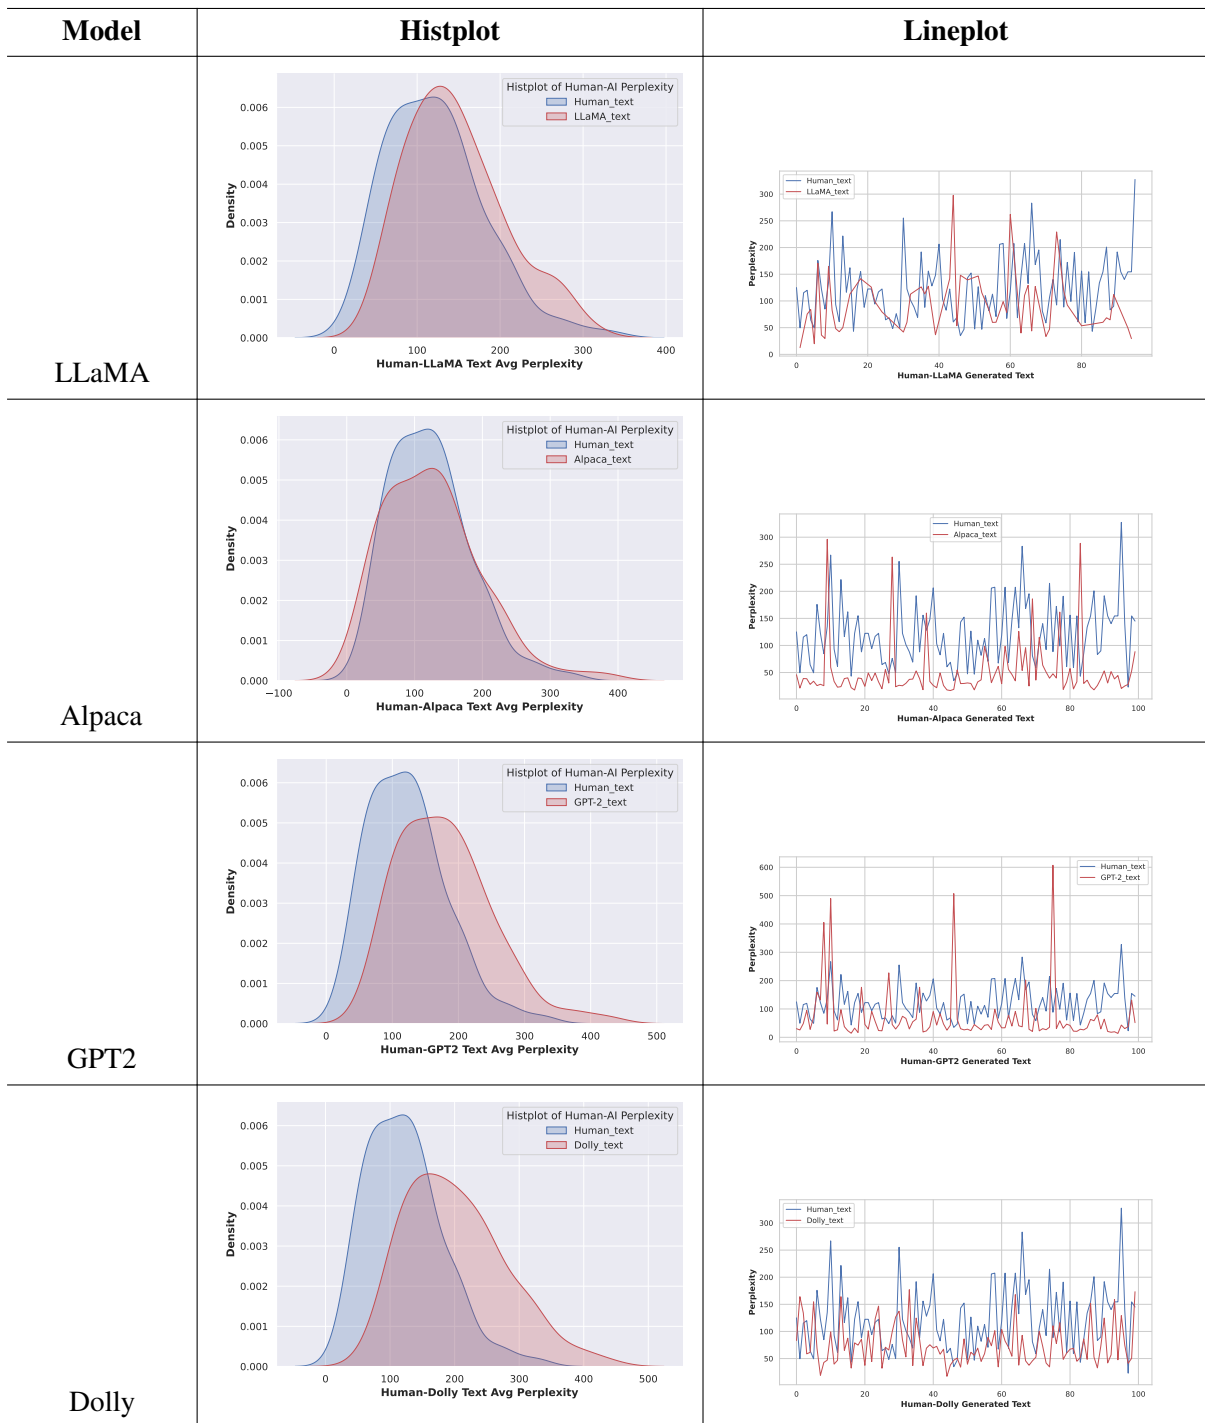 Model Histplot Lineplot
LLaMA
Histplot of Human-AI Perplexity
Human_text
LLaMA_text
Density
0.006
0.005
0.004
0.003
0.002
0.001
0.000
0 100 200 300 400
Human-LLaMA Text Avg Perplexity
Human_text
LLaMA_text
Perplexity
300
250
200
150
100
50
0
0 20 40 60 80
Human-LLaMA Generated Text
Alpaca
Histplot of Human-AI Perplexity
Human_text
Alpaca_text
Density
0.006
0.005
0.004
0.003
0.002
0.001
0.000
−100 0 100 200 300 400
Human-Alpaca Text Avg Perplexity
Human_text
Alpaca_text
Perplexity
300
250
200
150
100
50
0 20 40 60 80 100
Human-Alpaca Generated Text
GPT2
Histplot of Human-AI Perplexity
Human_text
GPT-2_text
Density
0.006
0.005
0.004
0.003
0.002
0.001
0.000
0 100 200 300 400 500
Human-GPT2 Text Avg Perplexity
Human_text
GPT-2_text
Perplexity
600
500
400
300
200
100
0
0 20 40 60 80 100
Human-GPT2 Generated Text
Dolly
Histplot of Human-AI Perplexity
Human_text
Dolly_text
Density
0.006
0.005
0.004
0.003
0.002
0.001
0.000
0 100 200 300 400 500
Human-Dolly Text Avg Perplexity
Human_text
Dolly_text
Perplexity
300
250
200
150
100
50
0 20 40 60 80 100
Human-Dolly Generated Text